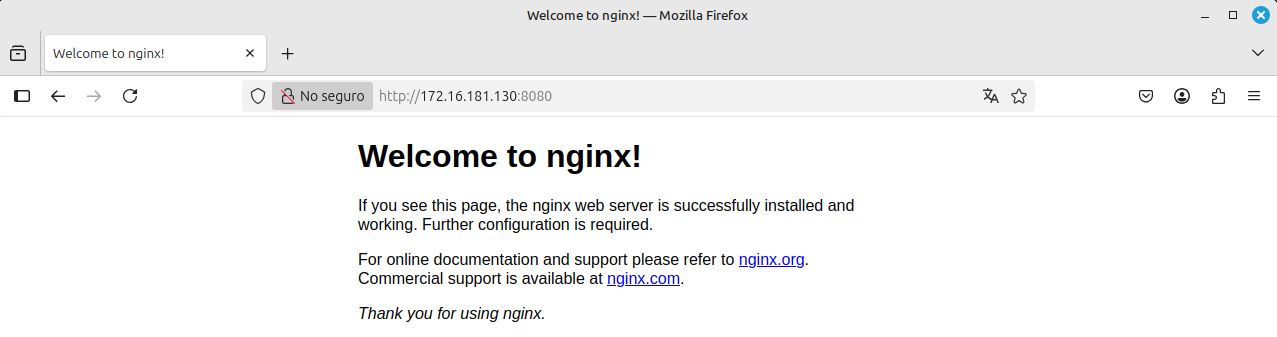 Welcome to nginx! — Mozilla Firefox
Welcome to nginx!
No seguro http://172.16.181.130:8080
Welcome to nginx!
If you see this page, the nginx web server is successfully installed and
working. Further configuration is required.
For online documentation and support please refer to nginx.org.
Commercial support is available at nginx.com.
Thank you for using nginx.